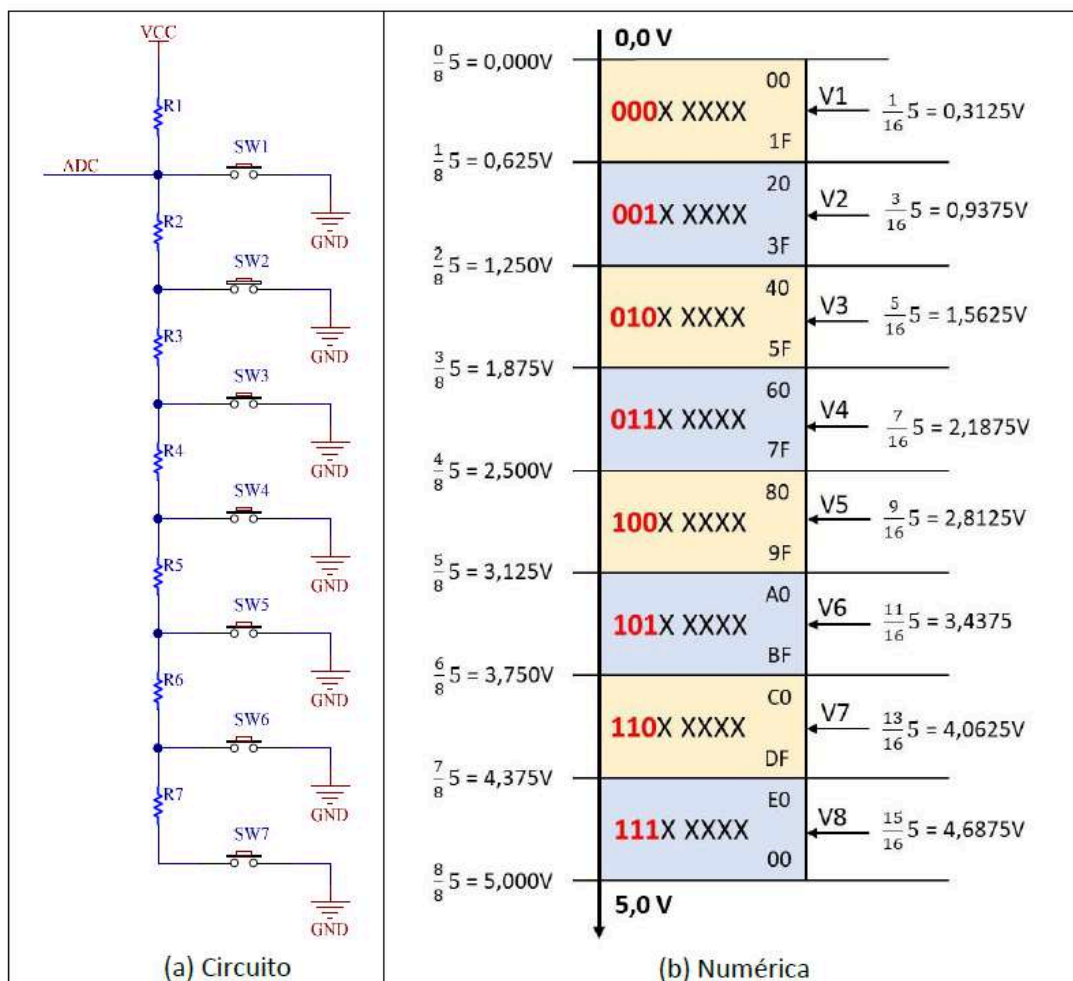 VCC
R1
SW1
ADC
GND
R2
SW2
GND
R3
SW3
GND
R4
SW4
GND
R5
SW5
GND
R6
SW6
GND
R7
SW7
GND
(a) Circuito
0,0 V
0/8 5 = 0,000V
00
000X XXXX
1F
V1
1/16 5 = 0,3125V
1/8 5 = 0,625V
20
001X XXXX
3F
V2
3/16 5 = 0,9375V
2/8 5 = 1,250V
40
010X XXXX
5F
V3
5/16 5 = 1,5625V
3/8 5 = 1,875V
60
011X XXXX
7F
V4
7/16 5 = 2,1875V
4/8 5 = 2,500V
80
100X XXXX
9F
V5
9/16 5 = 2,8125V
5/8 5 = 3,125V
A0
101X XXXX
BF
V6
11/16 5 = 3,4375
6/8 5 = 3,750V
C0
110X XXXX
DF
V7
13/16 5 = 4,0625V
7/8 5 = 4,375V
E0
111X XXXX
00
V8
15/16 5 = 4,6875V
8/8 5 = 5,000V
5,0 V
(b) Numérica